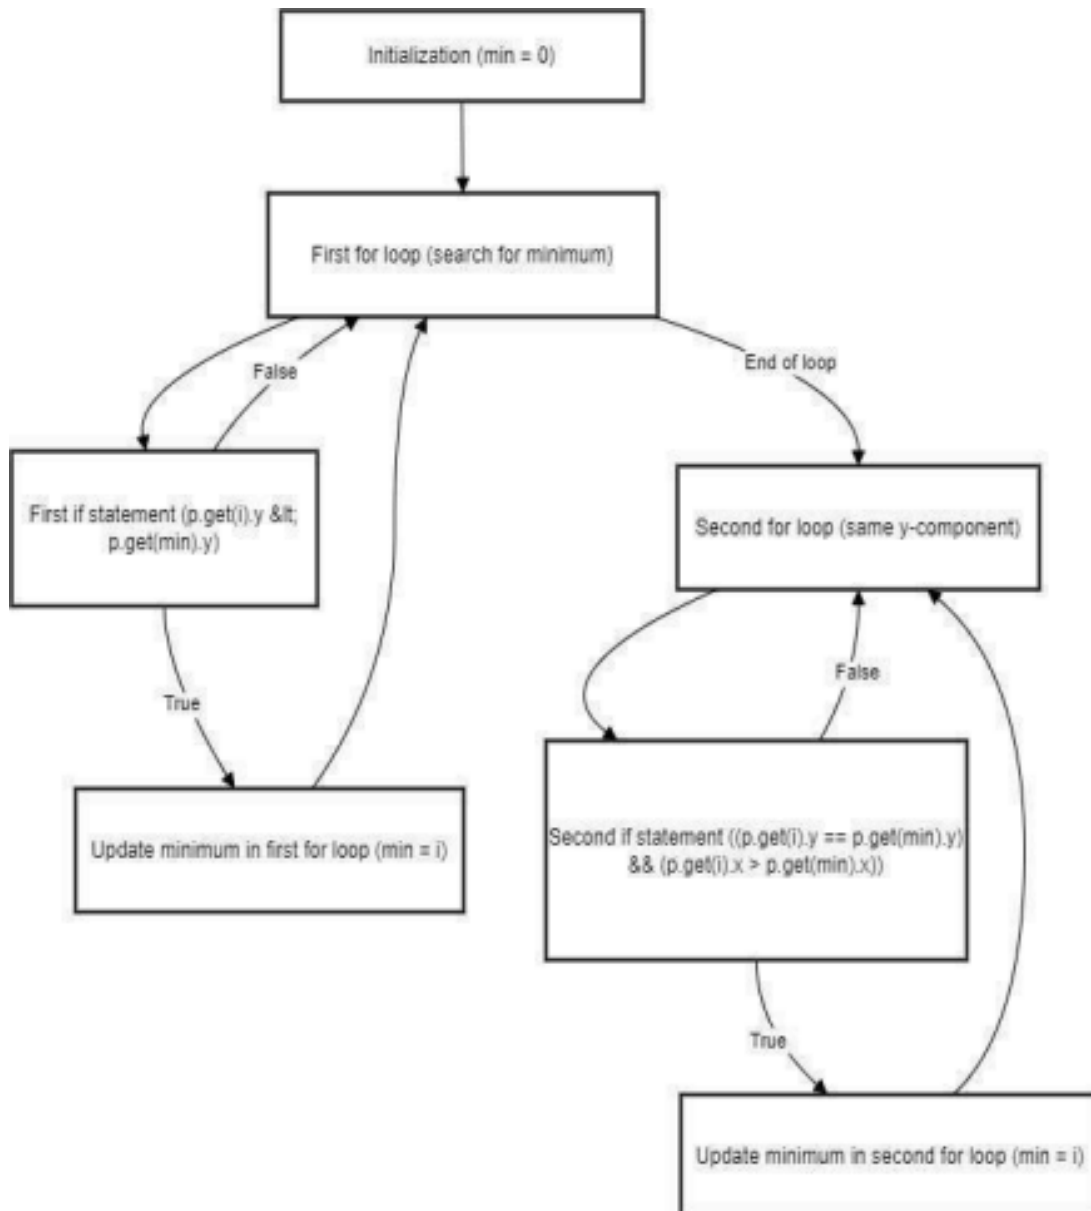 Initialization (min = 0)
First for loop (search for minimum)
False
End of loop
First if statement (p.get(i).y &lt;
p.get(min).y)
Second for loop (same y-component)
True
False
Update minimum in first for loop (min = i)
Second if statement ((p.get(i).y == p.get(min).y)
&& (p.get(i).x > p.get(min).x))
True
Update minimum in second for loop (min = i)